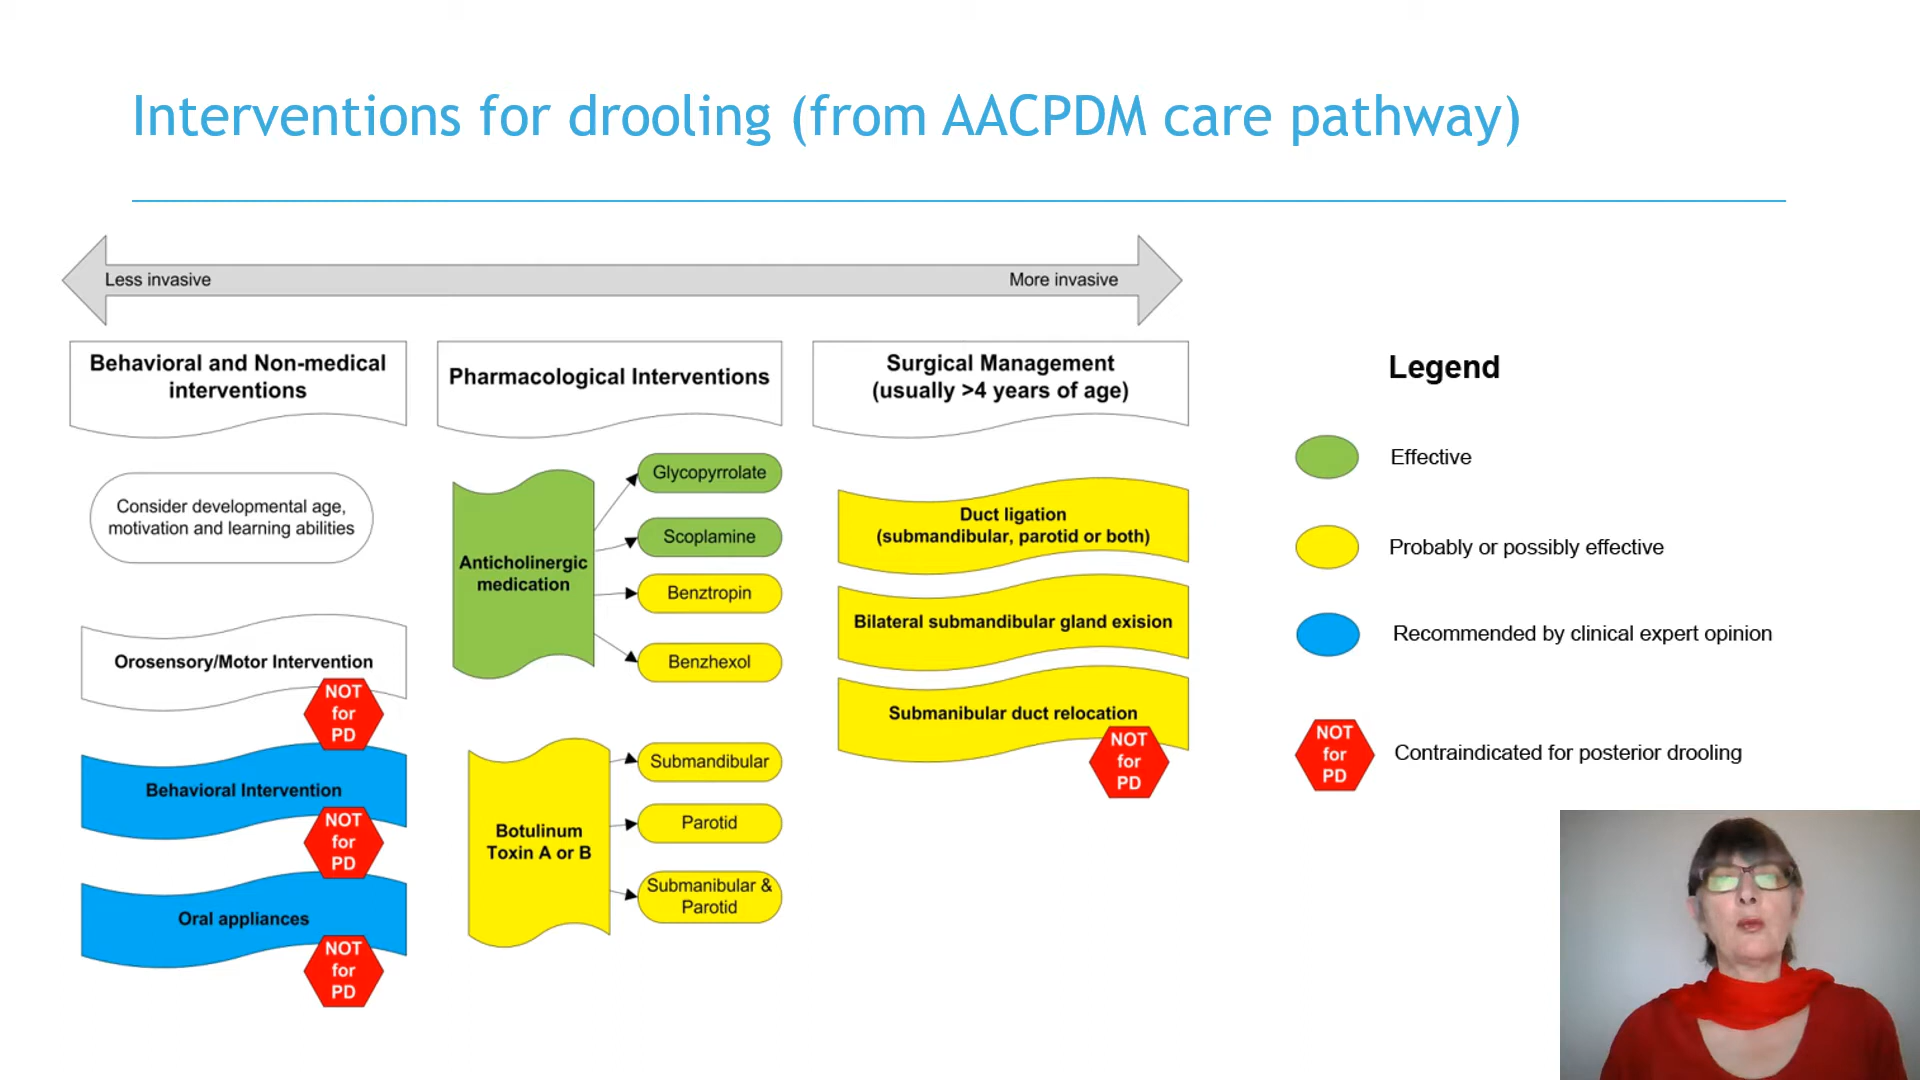 Interventions for drooling (from AACPDM care pathway)
Less invasive
More invasive
Behavioral and Non-medical
interventions
Consider developmental age,
motivation and learning abilities
Orosensory/Motor Intervention
NOT
for
PD
Behavioral Intervention
NOT
for
PD
Oral appliances
NOT
for
PD
Pharmacological Interventions
Anticholinergic
medication
Glycopyrrolate
Scoplamine
Benztropin
Benzhexol
Botulinum
Toxin A or B
Submandibular
Parotid
Submanibular &
Parotid
Surgical Management
(usually >4 years of age)
Duct ligation
(submandibular, parotid or both)
Bilateral submandibular gland exision
Submanibular duct relocation
NOT
for
PD
Legend
Effective
Probably or possibly effective
Recommended by clinical expert opinion
NOT
for
PD
Contraindicated for posterior drooling